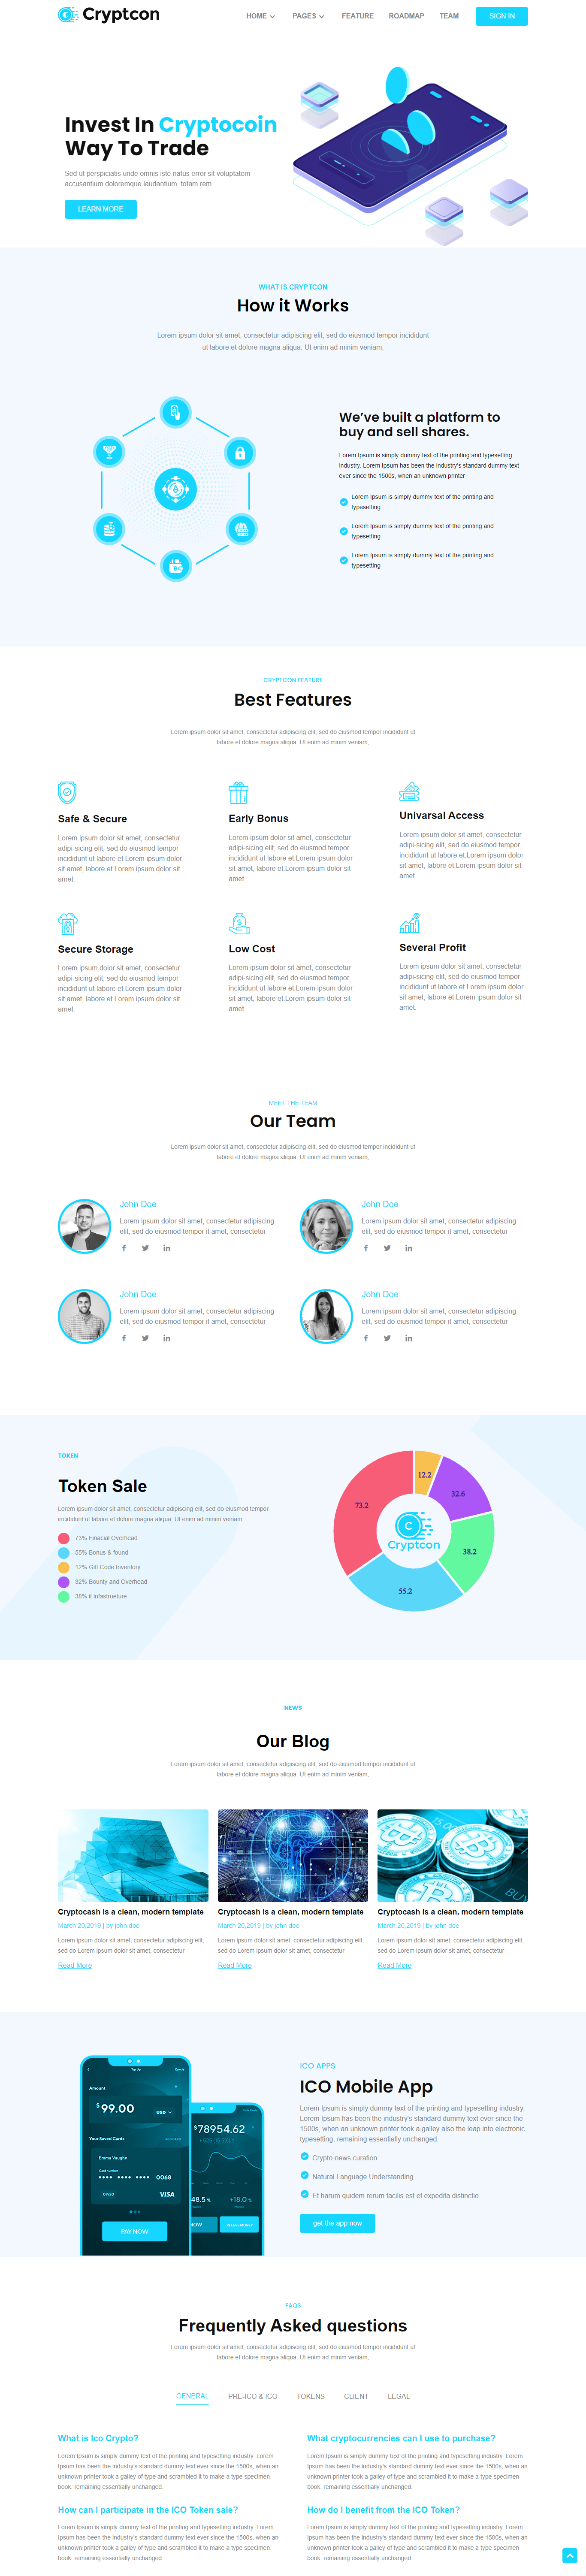 Cryptcon
HOME PAGES FEATURE ROADMAP TEAM SIGN IN
Invest In Cryptocoin
Way To Trade
Sed ut perspiciatis unde omnis iste natus error sit voluptatem
accusantium doloremque laudantium, totam rem
LEARN MORE
WHAT IS CRYPTCON
How it Works
Lorem ipsum dolor sit amet, consectetur adipiscing elit, sed do eiusmod tempor incididunt
ut labore et dolore magna aliqua. Ut enim ad minim veniam,
We've built a platform to
buy and sell shares.
Lorem Ipsum is simply dummy text of the printing and typesetting
industry. Lorem Ipsum has been the industry's standard dummy text
ever since the 1500s, when an unknown printer
Lorem Ipsum is simply dummy text of the printing and
typesetting
Lorem Ipsum is simply dummy text of the printing and
typesetting
Lorem Ipsum is simply dummy text of the printing and
typesetting
CRYPTCON FEATURE
Best Features
Lorem ipsum dolor sit amet, consectetur adipiscing elit, sed do eiusmod tempor incididunt ut
labore et dolore magna aliqua. Ut enim ad minim veniam,
Safe & Secure
Lorem ipsum dolor sit amet, consectetur
adipi-sicing elit, sed do eiusmod tempor
incididunt ut labore et.Lorem ipsum dolor
sit amet, labore et.Lorem ipsum dolor sit
amet.
Early Bonus
Lorem ipsum dolor sit amet, consectetur
adipi-sicing elit, sed do eiusmod tempor
incididunt ut labore et.Lorem ipsum dolor
sit amet, labore et.Lorem ipsum dolor sit
amet.
Univarsal Access
Lorem ipsum dolor sit amet, consectetur
adipi-sicing elit, sed do eiusmod tempor
incididunt ut labore et.Lorem ipsum dolor
sit amet, labore et.Lorem ipsum dolor sit
amet.
Secure Storage
Lorem ipsum dolor sit amet, consectetur
adipi-sicing elit, sed do eiusmod tempor
incididunt ut labore et.Lorem ipsum dolor
sit amet, labore et.Lorem ipsum dolor sit
amet.
Low Cost
Lorem ipsum dolor sit amet, consectetur
adipi-sicing elit, sed do eiusmod tempor
incididunt ut labore et.Lorem ipsum dolor
sit amet, labore et.Lorem ipsum dolor sit
amet.
Several Profit
Lorem ipsum dolor sit amet, consectetur
adipi-sicing elit, sed do eiusmod tempor
incididunt ut labore et.Lorem ipsum dolor
sit amet, labore et.Lorem ipsum dolor sit
amet.
MEET THE TEAM
Our Team
Lorem ipsum dolor sit amet, consectetur adipiscing elit, sed do eiusmod tempor incididunt ut
labore et dolore magna aliqua. Ut enim ad minim veniam,
John Doe
Lorem ipsum dolor sit amet, consectetur adipiscing
elit, sed do eiusmod tempor it amet, consectetur
John Doe
Lorem ipsum dolor sit amet, consectetur adipiscing
elit, sed do eiusmod tempor it amet, consectetur
John Doe
Lorem ipsum dolor sit amet, consectetur adipiscing
elit, sed do eiusmod tempor it amet, consectetur
John Doe
Lorem ipsum dolor sit amet, consectetur adipiscing
elit, sed do eiusmod tempor it amet, consectetur
TOKEN
Token Sale
Lorem ipsum dolor sit amet, consectetur adipiscing elit, sed do eiusmod tempor
incididunt ut labore et dolore magna aliqua. Ut enim ad minim veniam.
73% Finacial Overhead
55% Bonus & found
12% Gift Code Inventory
32% Bounty and Overhead
38% it infastrueture
12.2
73.2
32.6
38.2
55.2
Cryptcon
NEWS
Our Blog
Lorem ipsum dolor sit amet, consectetur adipiscing elit, sed do eiusmod tempor incididunt ut
labore et dolore magna aliqua. Ut enim ad minim veniam,
Cryptocash is a clean, modern template
March 20,2019 | by john doe
Lorem ipsum dolor sit amet, consectetur adipiscing elit,
sed do Lorem ipsum dolor sit amet, consectetur
Read More
Cryptocash is a clean, modern template
March 20,2019 | by john doe
Lorem ipsum dolor sit amet, consectetur adipiscing elit,
sed do Lorem ipsum dolor sit amet, consectetur
Read More
Cryptocash is a clean, modern template
March 20,2019 | by john doe
Lorem ipsum dolor sit amet, consectetur adipiscing elit,
sed do Lorem ipsum dolor sit amet, consectetur
Read More
Top Up
Amount
$99.00
USD
Your Saved Cards
Emma Vaughn
Card number
0068
09/20
VISA
PAY NOW
$78954.62
48.5 %
+18.0 %
NOW
ICO APPS
ICO Mobile App
Lorem Ipsum is simply dummy text of the printing and typesetting industry.
Lorem Ipsum has been the industry's standard dummy text ever since the
1500s, when an unknown printer took a galley also the leap into electronic
typesetting, remaining essentially unchanged.
Crypto-news curation
Natural Language Understanding
Et harum quidem rerum facilis est et expedita distinctio.
get the app now
FAQS
Frequently Asked questions
Lorem ipsum dolor sit amet, consectetur adipiscing elit, sed do eiusmod tempor incididunt ut
labore et dolore magna aliqua. Ut enim ad minim veniam,
GENERAL PRE-ICO & ICO TOKENS CLIENT LEGAL
What is Ico Crypto?
Lorem Ipsum is simply dummy text of the printing and typesetting industry. Lorem
Ipsum has been the industry's standard dummy text ever since the 1500s, when an
unknown printer took a galley of type and scrambled it to make a type specimen
book. remaining essentially unchanged.
What cryptocurrencies can I use to purchase?
Lorem Ipsum is simply dummy text of the printing and typesetting industry. Lorem
Ipsum has been the industry's standard dummy text ever since the 1500s, when an
unknown printer took a galley of type and scrambled it to make a type specimen
book. remaining essentially unchanged.
How can I participate in the ICO Token sale?
Lorem Ipsum is simply dummy text of the printing and typesetting industry. Lorem
Ipsum has been the industry's standard dummy text ever since the 1500s, when an
unknown printer took a galley of type and scrambled it to make a type specimen
book. remaining essentially unchanged.
How do I benefit from the ICO Token?
Lorem Ipsum is simply dummy text of the printing and typesetting industry. Lorem
Ipsum has been the industry's standard dummy text ever since the 1500s, when an
unknown printer took a galley of type and scrambled it to make a type specimen
book. remaining essentially unchanged.